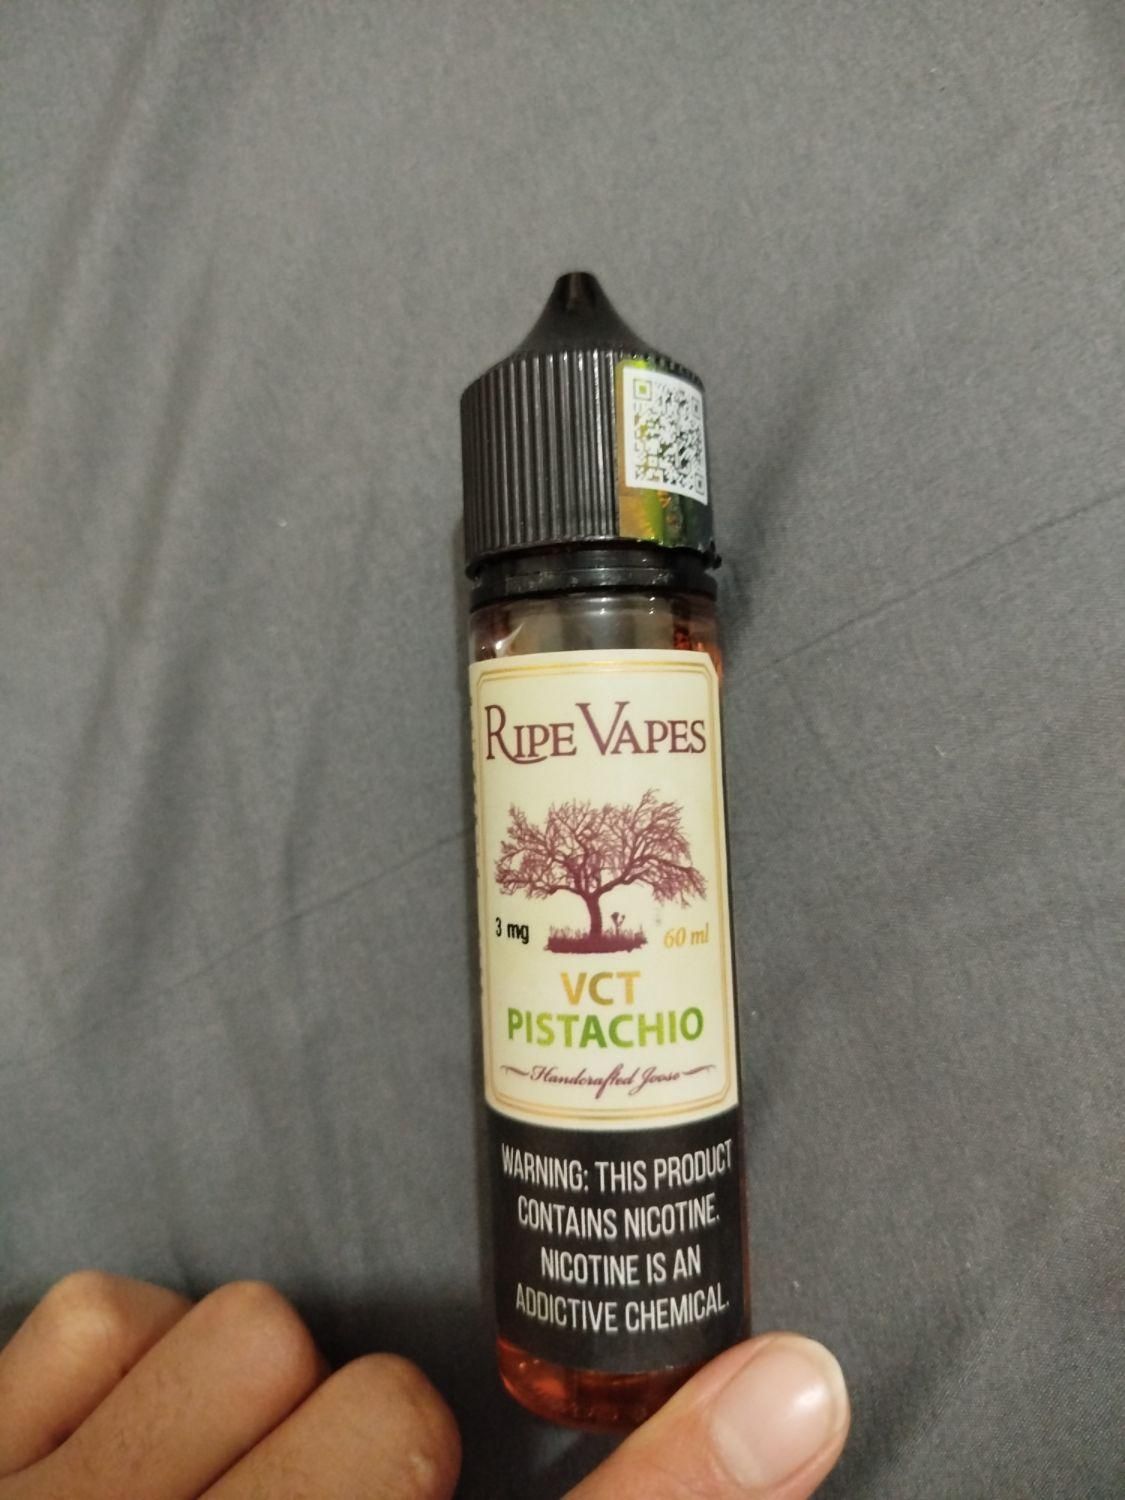 RIPE VAPES
3 mg
60 ml
VCT
PISTACHIO
Handcrafted Joose
WARNING: THIS PRODUCT
CONTAINS NICOTINE.
NICOTINE IS AN
ADDICTIVE CHEMICAL.